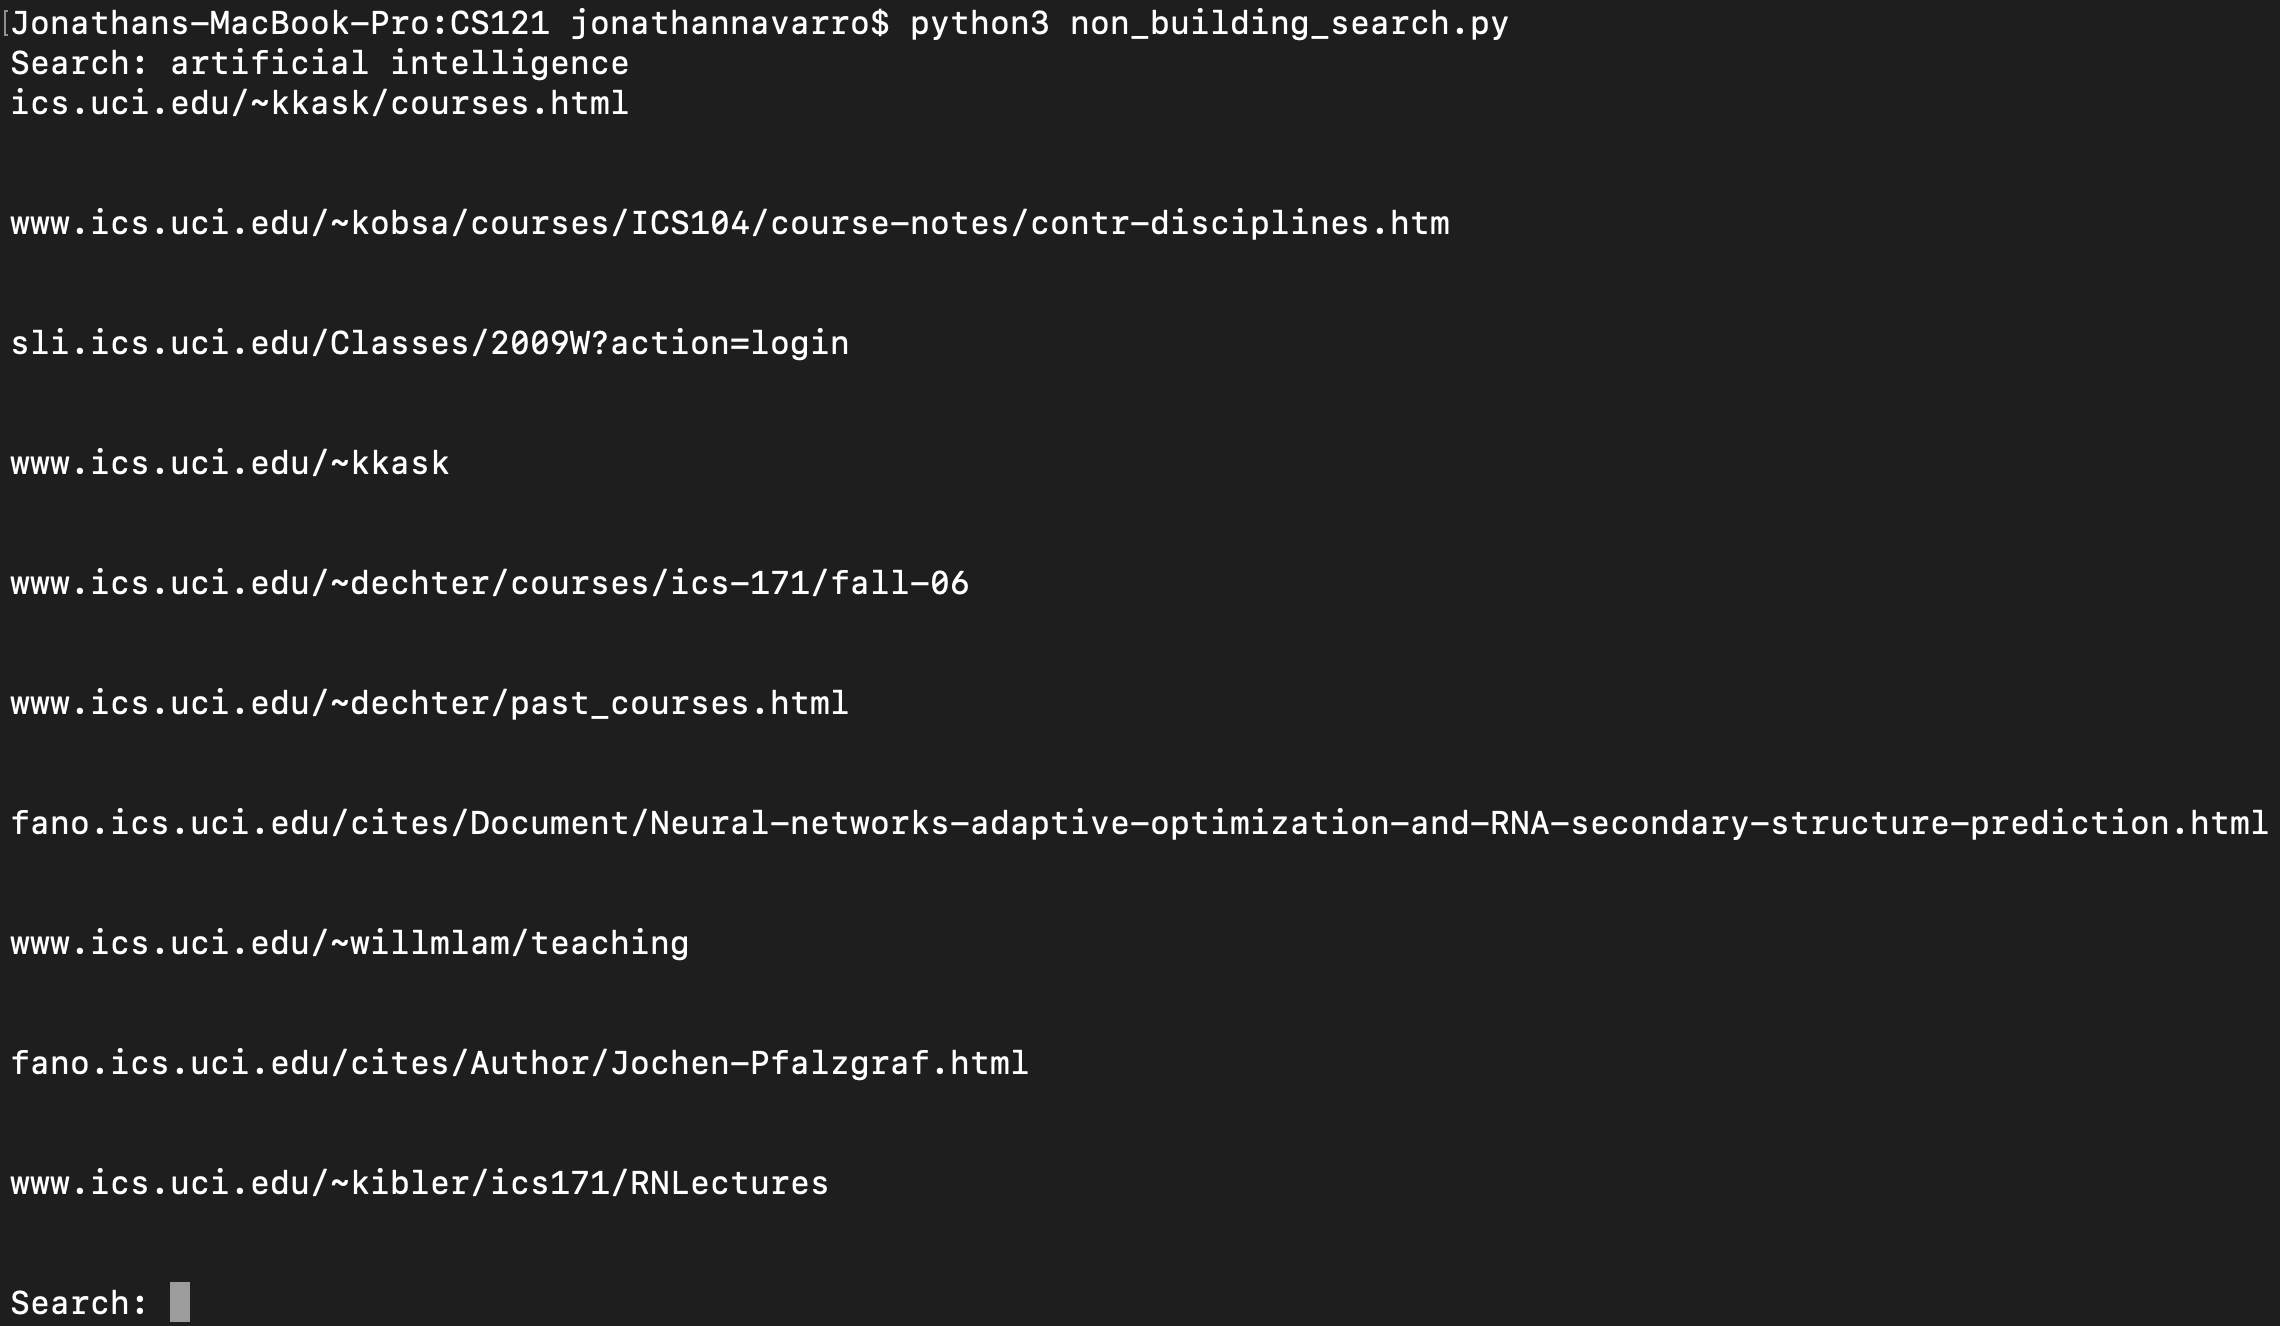 [Jonathans-MacBook-Pro:CS121 jonathannavarro$ python3 non_building_search.py
Search: artificial intelligence
ics.uci.edu/~kkask/courses.html
www.ics.uci.edu/~kobsa/courses/ICS104/course-notes/contr-disciplines.htm
sli.ics.uci.edu/Classes/2009W?action=login
www.ics.uci.edu/~kkask
www.ics.uci.edu/~dechter/courses/ics-171/fall-06
www.ics.uci.edu/~dechter/past_courses.html
fano.ics.uci.edu/cites/Document/Neural-networks-adaptive-optimization-and-RNA-secondary-structure-prediction.html
www.ics.uci.edu/~willmlam/teaching
fano.ics.uci.edu/cites/Author/Jochen-Pfalzgraf.html
www.ics.uci.edu/~kibler/ics171/RNLectures
Search: